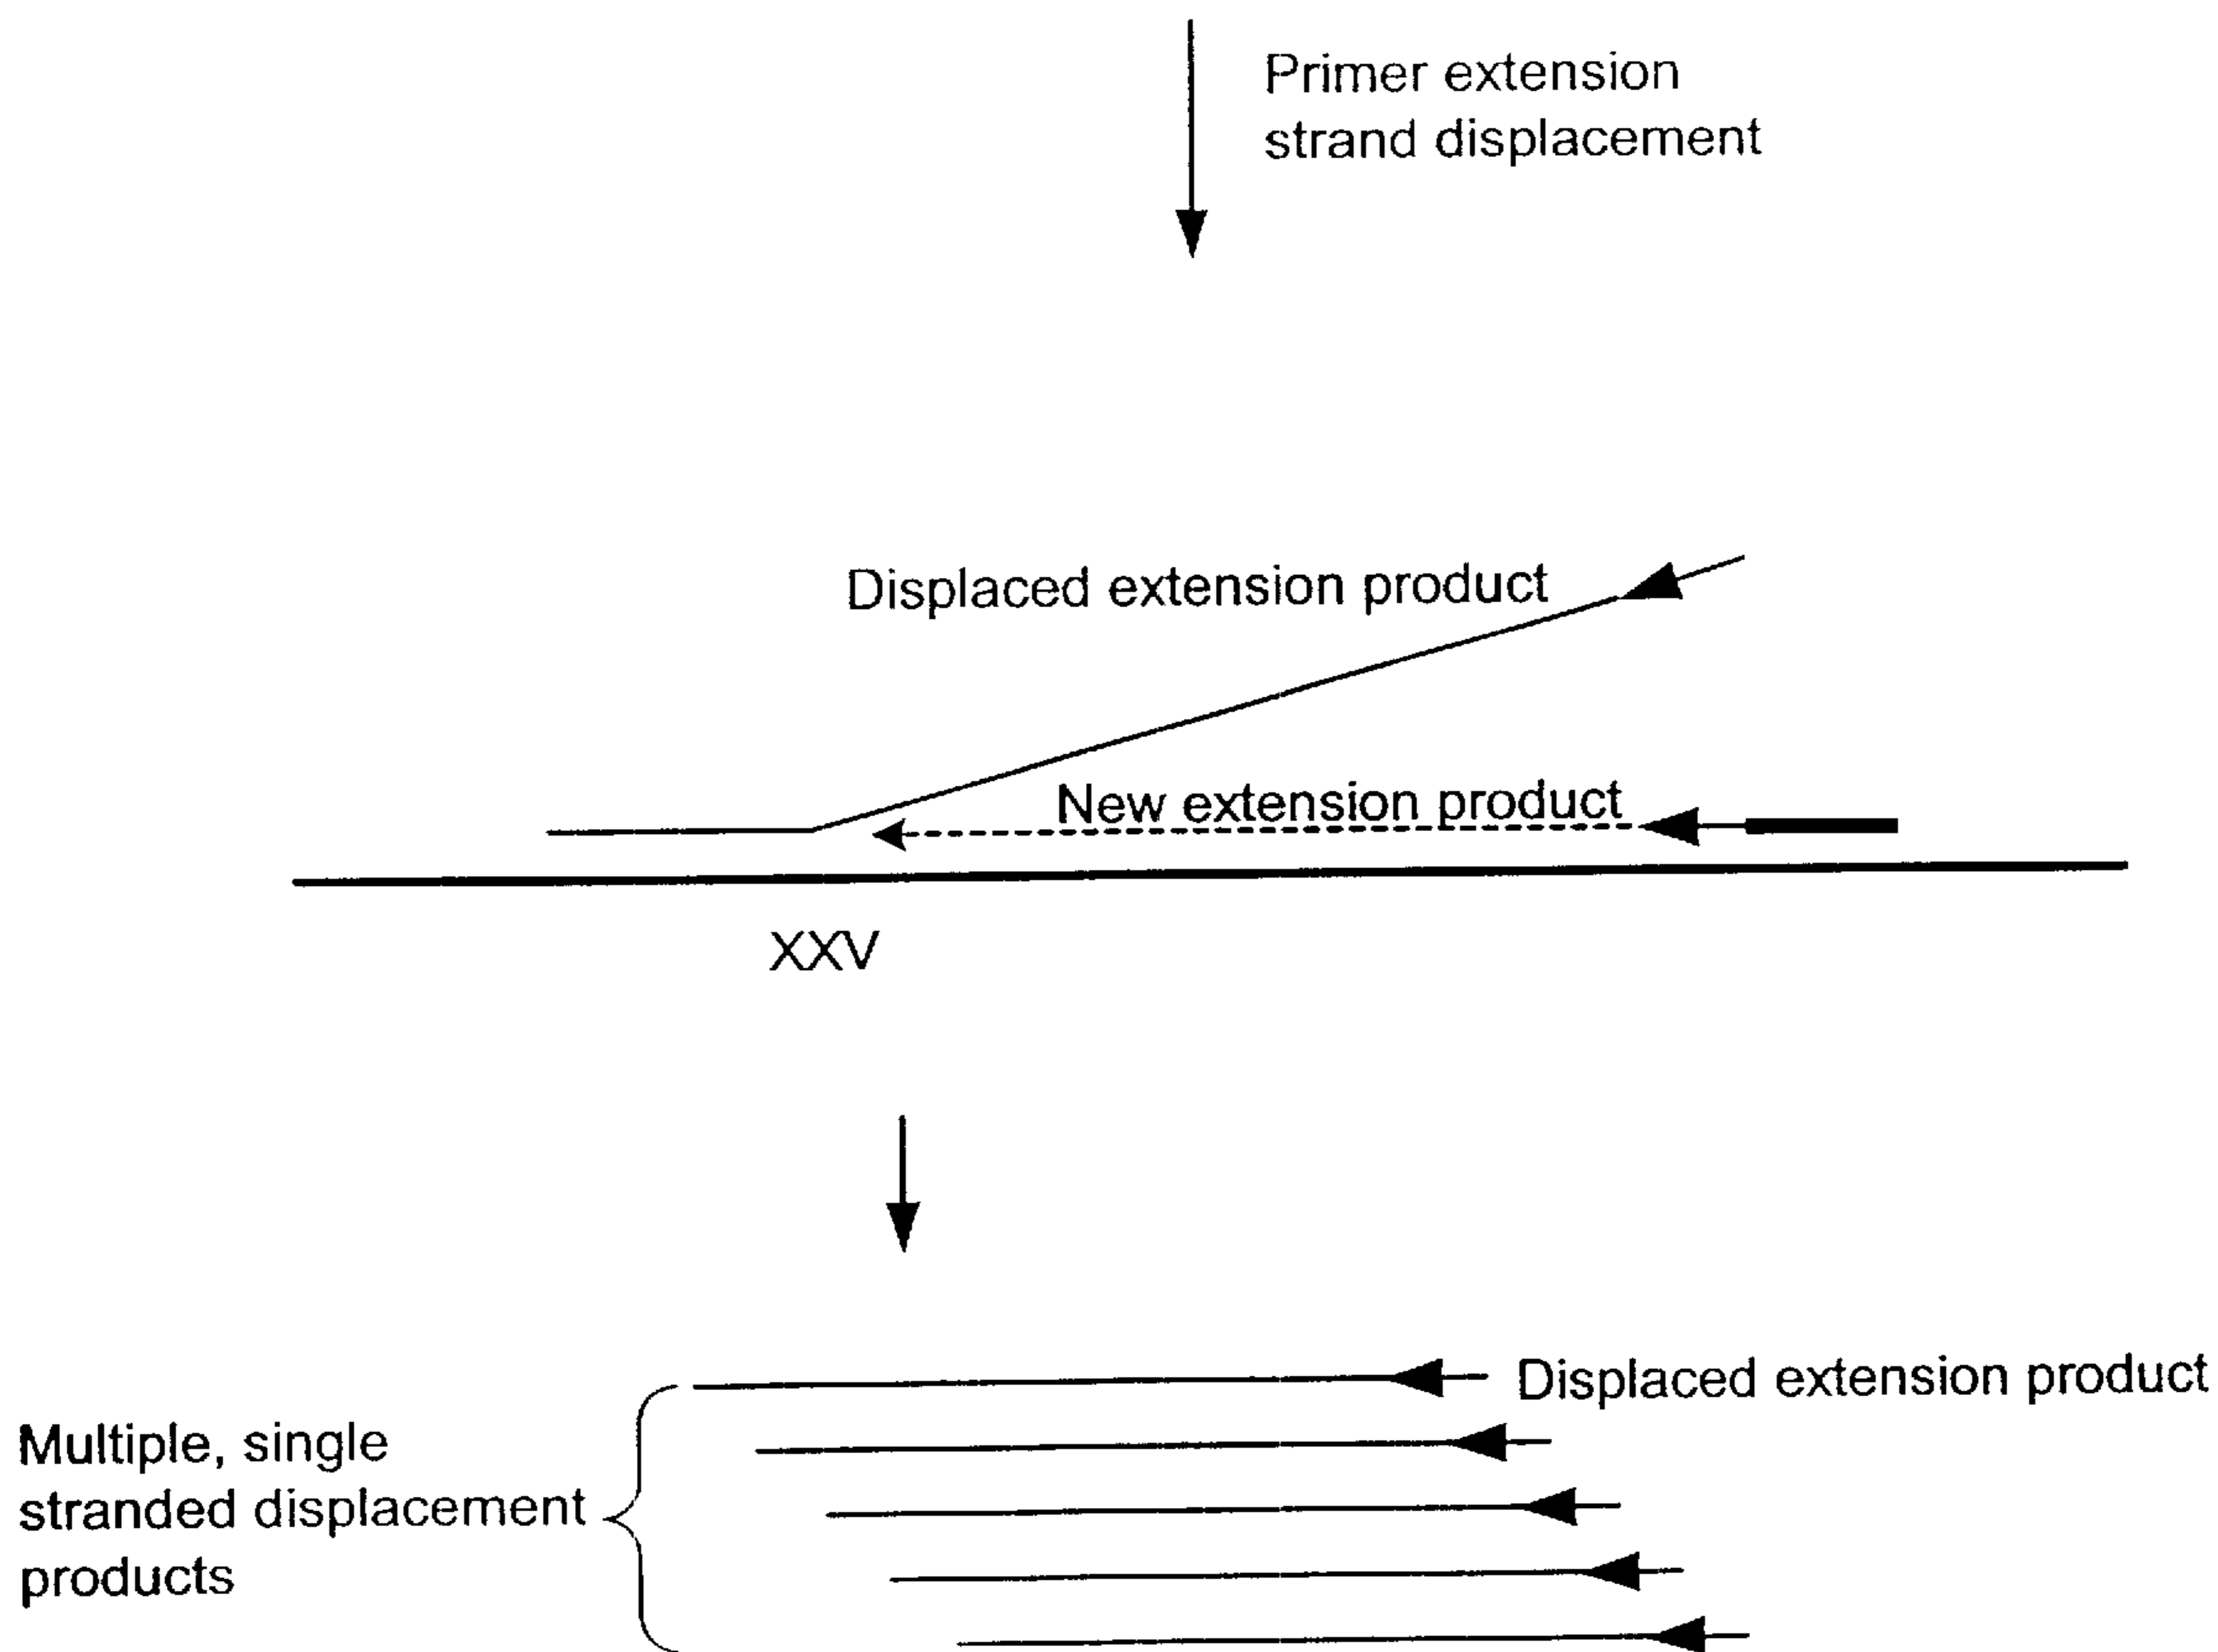 Primer extension
strand displacement
Displaced extension product
New extension product
XXV
Displaced extension product
Multiple, single
stranded displacement
products